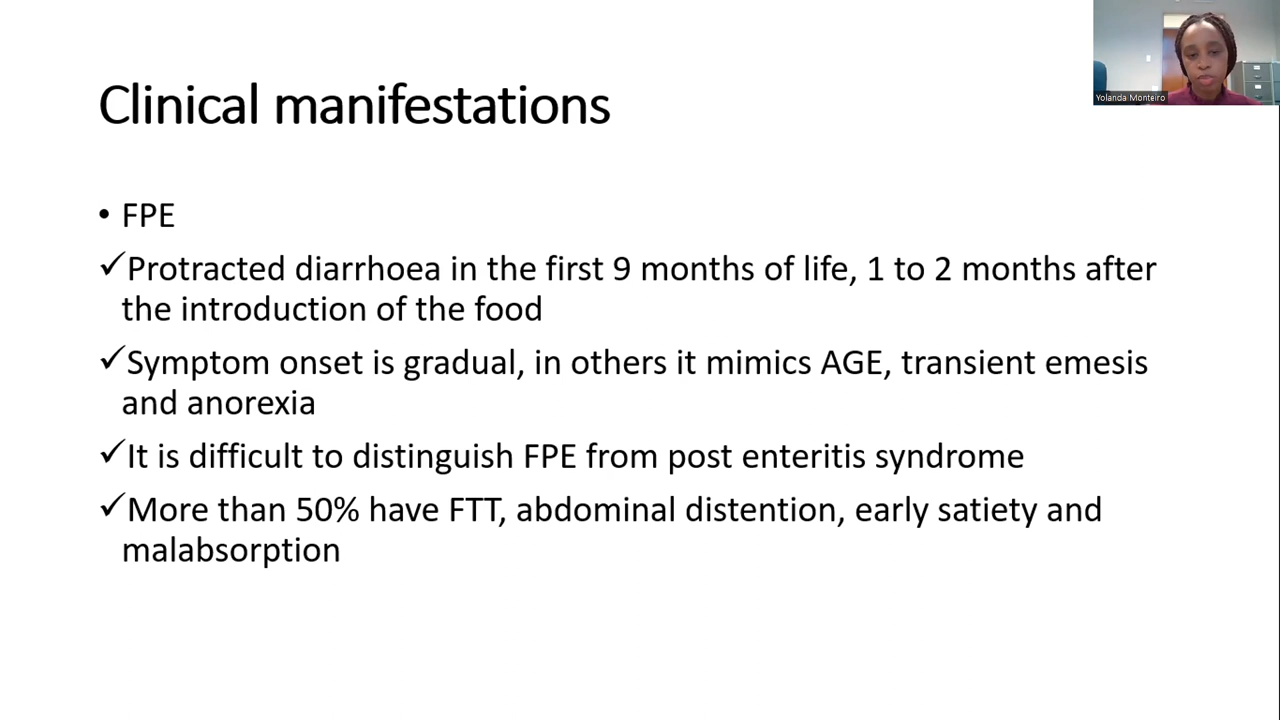 Clinical manifestations
Yolanda Monteiro
• FPE
✓Protracted diarrhoea in the first 9 months of life, 1 to 2 months after
the introduction of the food
✓Symptom onset is gradual, in others it mimics AGE, transient emesis
and anorexia
✓It is difficult to distinguish FPE from post enteritis syndrome
✓More than 50% have FTT, abdominal distention, early satiety and
malabsorption